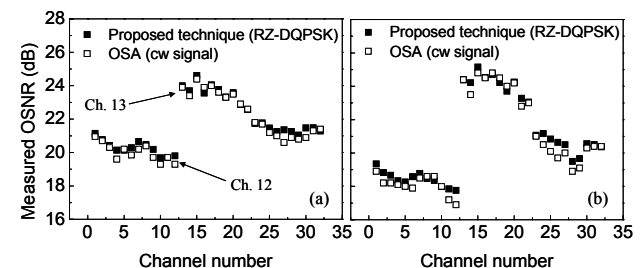 Measured OSNR (dB)
28
26
24
22
20
18
16
Proposed technique (RZ-DQPSK)
OSA (cw signal)
Ch. 13
Ch. 12
(a)
0 5 10 15 20 25 30 35
Channel number
Proposed technique (RZ-DQPSK)
OSA (cw signal)
(b)
0 5 10 15 20 25 30 35
Channel number